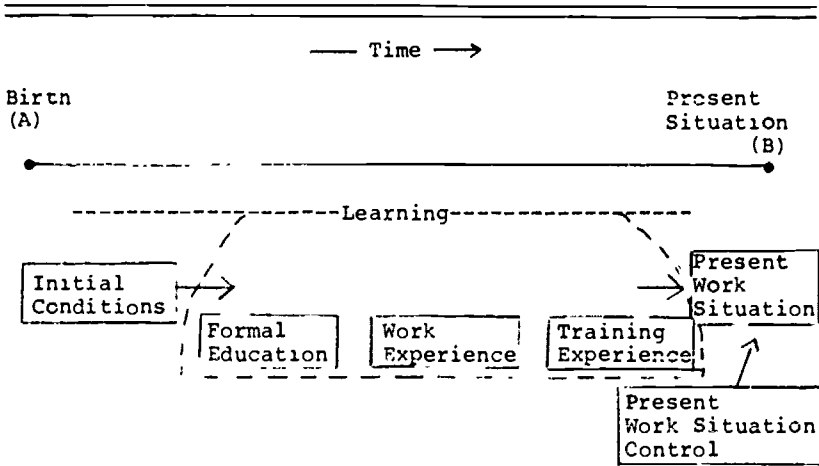 Time
Birtn
(A)
Present
Situation
(B)
Learning
Initial
Conditions
Present
Work
Situation
Formal
Education
Work
Experience
Training
Experience
Present
Work Situation
Control